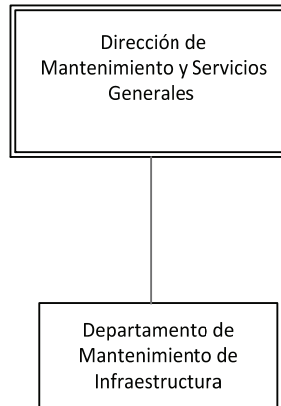 Dirección de
Mantenimiento y Servicios
Generales
Departamento de
Mantenimiento de
Infraestructura